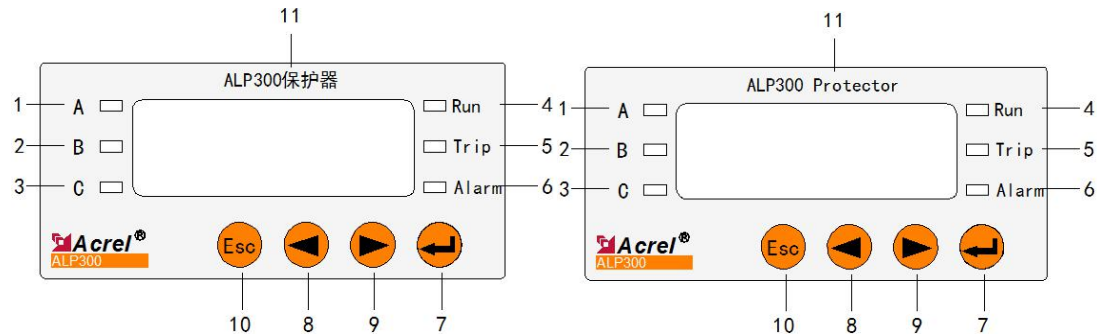 11
ALP300保护器
1 A Run 4
2 B Trip 5
3 C Alarm 6
Acrel®
ALP300
Esc
10 8 9 7
11
ALP300 Protector
1 A Run 4
2 B Trip 5
3 C Alarm 6
Acrel®
ALP300
Esc
10 8 9 7